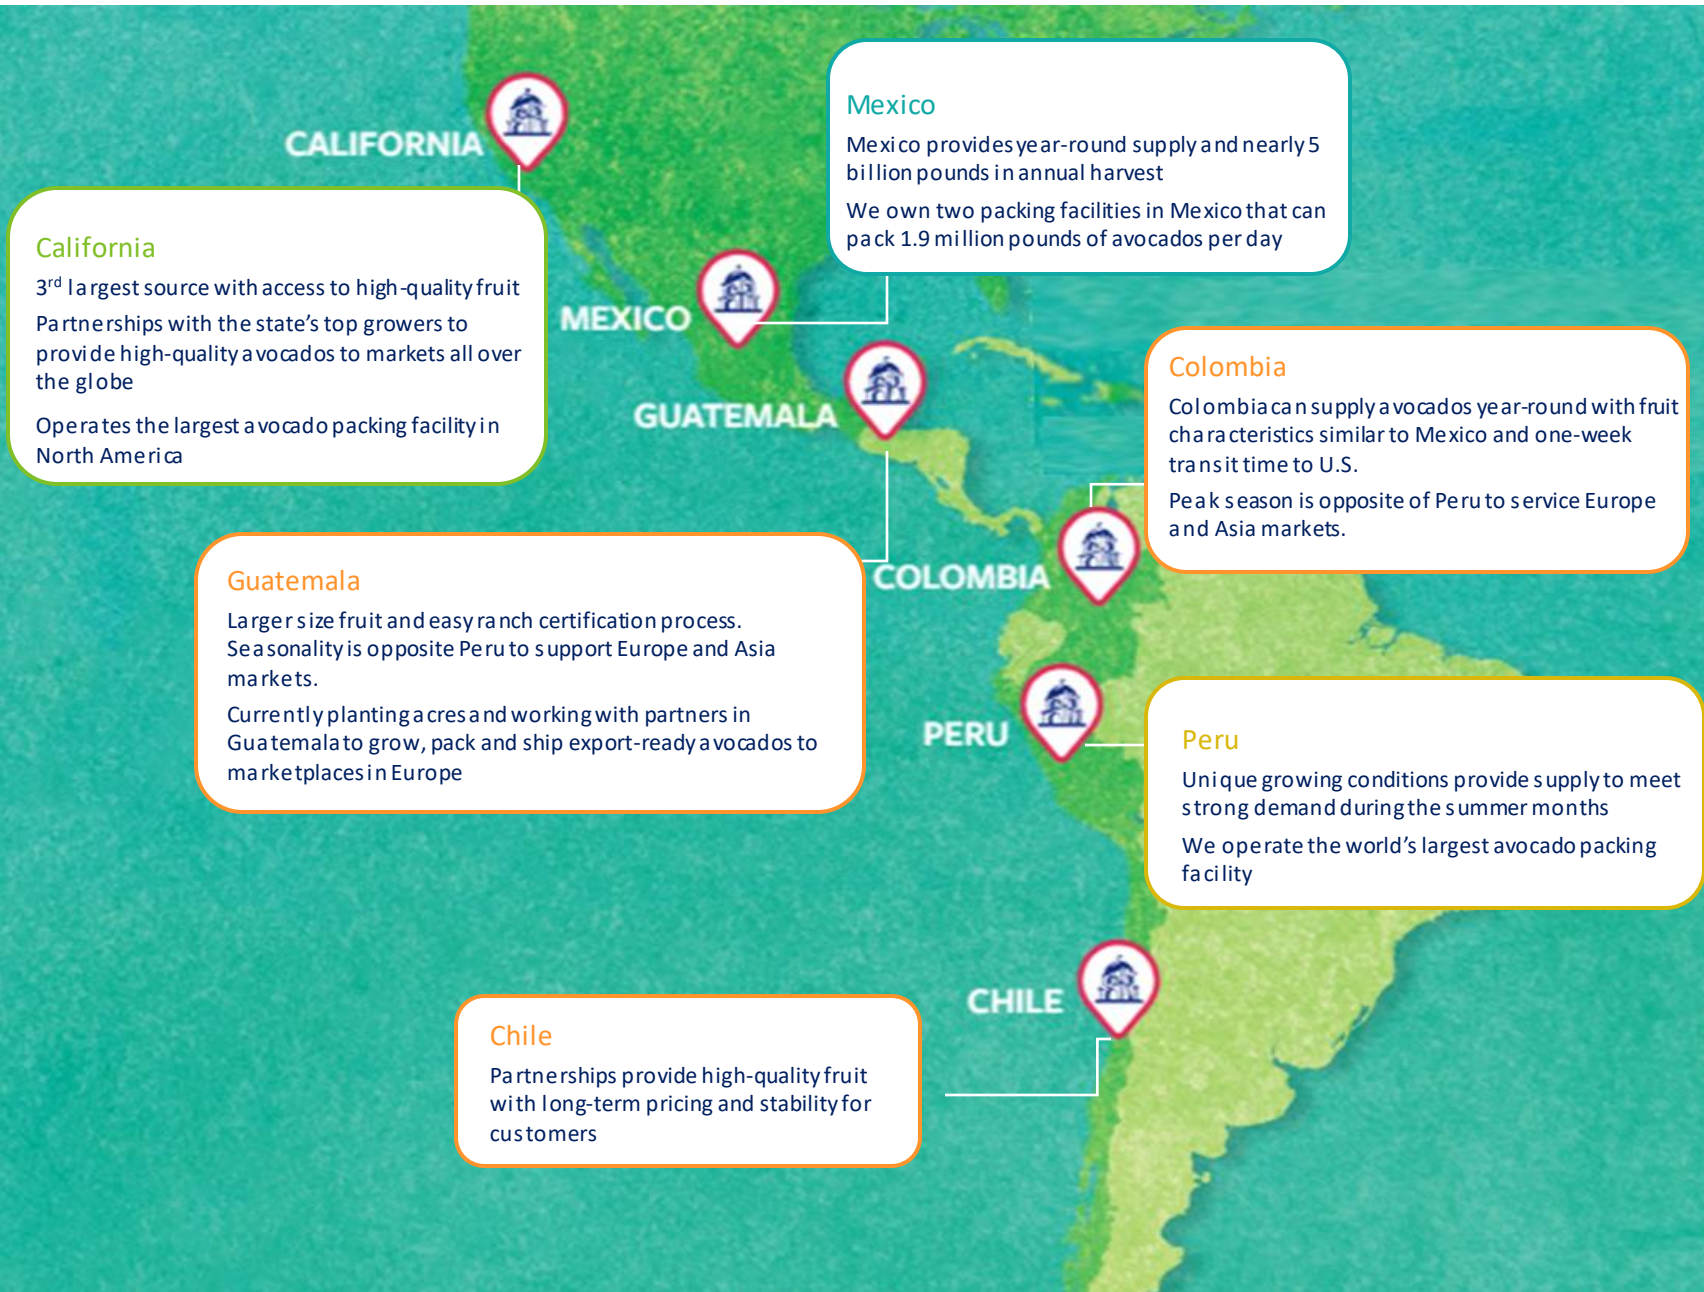 CALIFORNIA
Mexico
Mexico provides year-round supply and nearly 5
billion pounds in annual harvest
We own two packing facilities in Mexico that can
pack 1.9 million pounds of avocados per day
California
3rd largest source with access to high-quality fruit
Partnerships with the state’s top growers to
provide high-quality avocados to markets all over
the globe
Operates the largest avocado packing facility in
North America
MEXICO
GUATEMALA
Colombia
Colombia can supply avocados year-round with fruit
characteristics similar to Mexico and one-week
transit time to U.S.
Peak season is opposite of Peru to service Europe
and Asia markets.
COLOMBIA
Guatemala
Larger size fruit and easy ranch certification process.
Seasonality is opposite Peru to support Europe and Asia
markets.
Currently planting acres and working with partners in
Guatemala to grow, pack and ship export-ready avocados to
marketplaces in Europe
PERU
Peru
Unique growing conditions provide supply to meet
strong demand during the summer months
We operate the world’s largest avocado packing
facility
CHILE
Chile
Partnerships provide high-quality fruit
with long-term pricing and stability for
customers